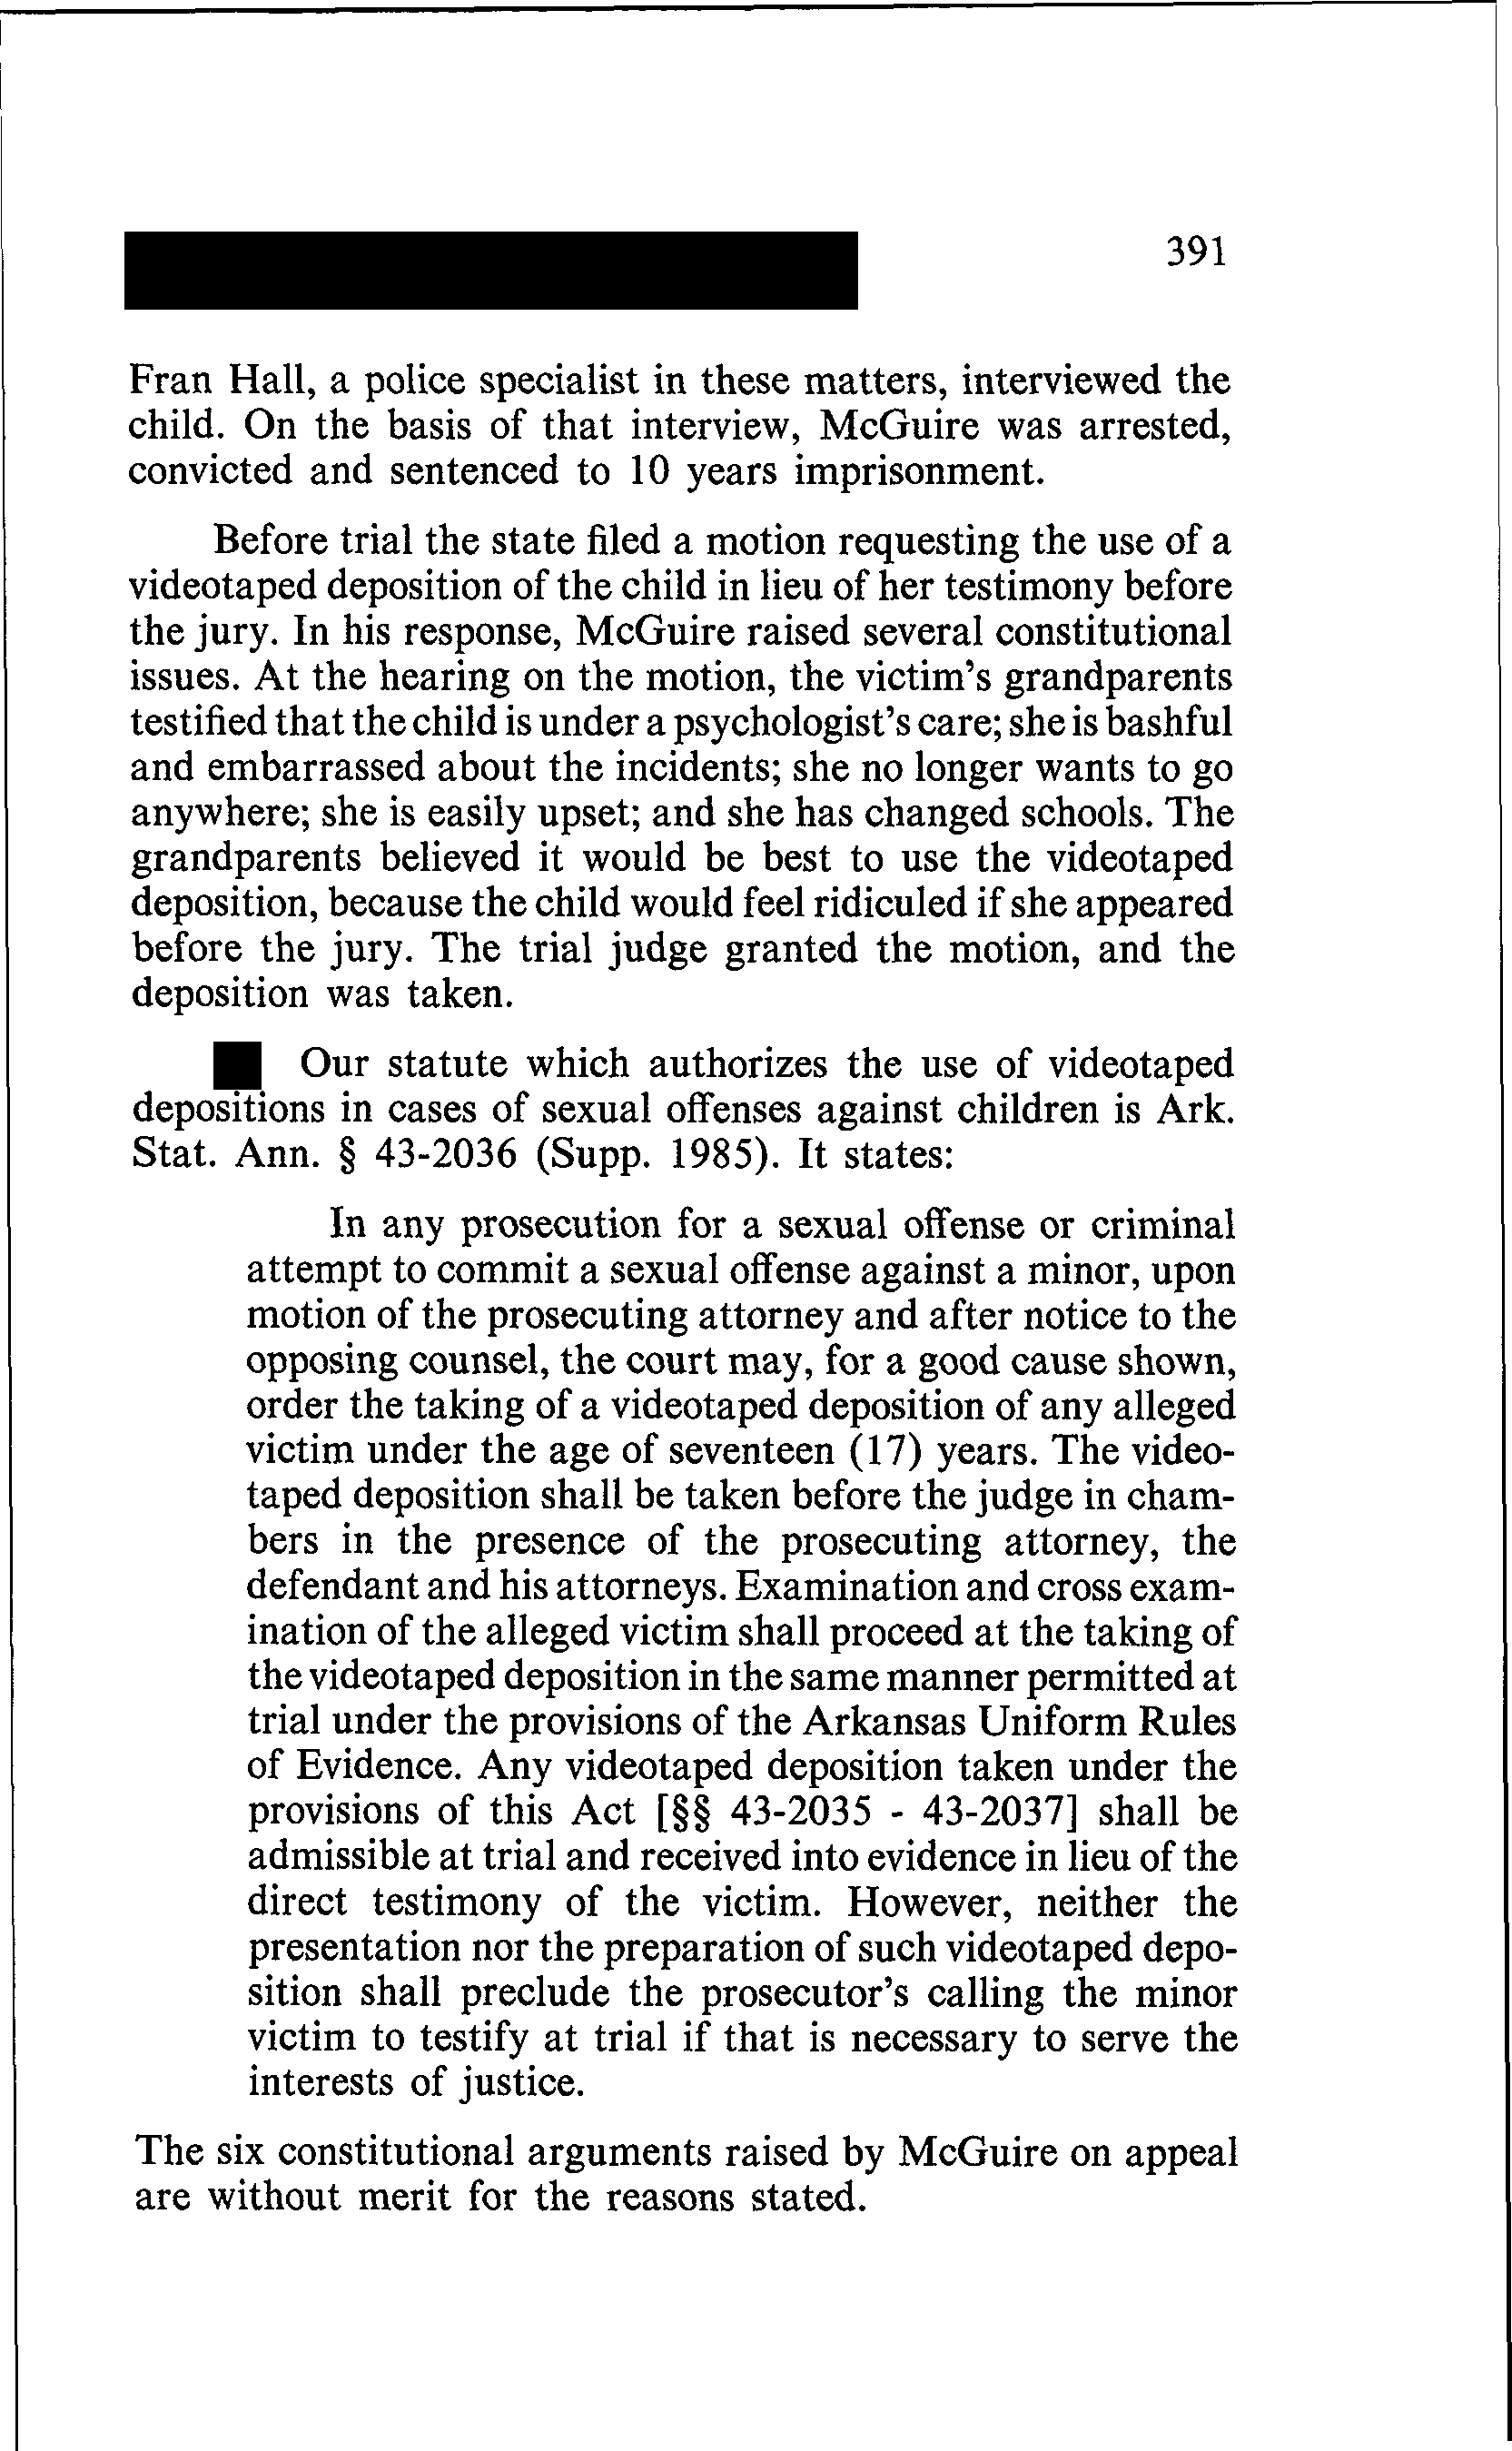 391
Fran Hall, a police specialist in these matters, interviewed the
child. On the basis of that interview, McGuire was arrested,
convicted and sentenced to 10 years imprisonment.
Before trial the state filed a motion requesting the use of a
videotaped deposition of the child in lieu of her testimony before
the jury. In his response, McGuire raised several constitutional
issues. At the hearing on the motion, the victim's grandparents
testified that the child is under a psychologist's care; she is bashful
and embarrassed about the incidents; she no longer wants to go
anywhere; she is easily upset; and she has changed schools. The
grandparents believed it would be best to use the videotaped
deposition, because the child would feel ridiculed if she appeared
before the jury. The trial judge granted the motion, and the
deposition was taken.
Our statute which authorizes the use of videotaped
depositions in cases of sexual offenses against children is Ark.
Stat. Ann. § 43-2036 (Supp. 1985). It states:
In any prosecution for a sexual offense or criminal
attempt to commit a sexual offense against a minor, upon
motion of the prosecuting attorney and after notice to the
opposing counsel, the court may, for a good cause shown,
order the taking of a videotaped deposition of any alleged
victim under the age of seventeen (17) years. The video-
taped deposition shall be taken before the judge in cham-
bers in the presence of the prosecuting attorney, the
defendant and his attorneys. Examination and cross exam-
ination of the alleged victim shall proceed at the taking of
the videotaped deposition in the same manner permitted at
trial under the provisions of the Arkansas Uniform Rules
of Evidence. Any videotaped deposition taken under the
provisions of this Act [§§ 43-2035 - 43-2037] shall be
admissible at trial and received into evidence in lieu of the
direct testimony of the victim. However, neither the
presentation nor the preparation of such videotaped depo-
sition shall preclude the prosecutor's calling the minor
victim to testify at trial if that is necessary to serve the
interests of justice.
The six constitutional arguments raised by McGuire on appeal
are without merit for the reasons stated.